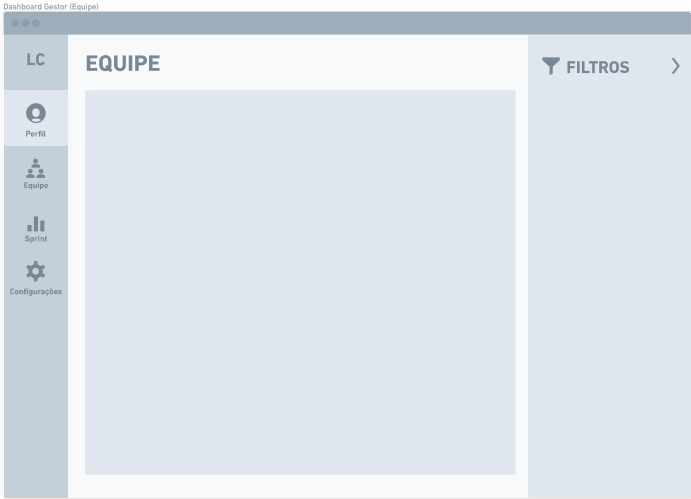 Dashboard Gestor (Equipe)
LC
EQUIPE
FILTROS
Perfil
Equipe
Sprint
Configurações